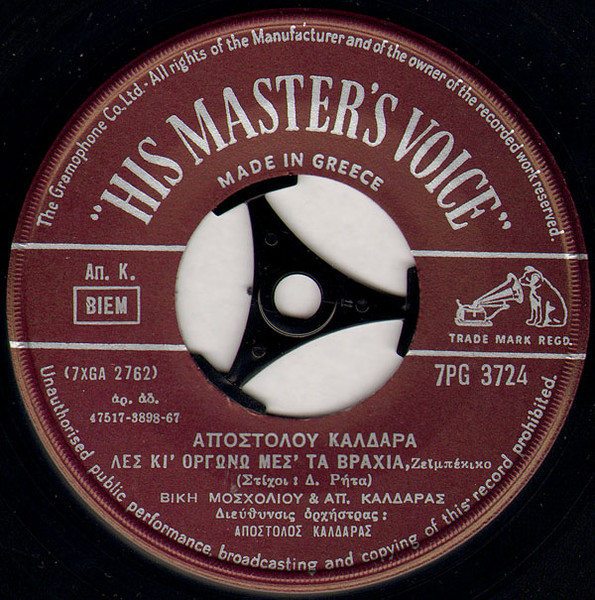 The Gramophone Co. Ltd - All rights of the Manufacturer and of the owner of the recorded work reserved.
"HIS MASTER'S VOICE"
MADE IN GREECE
Απ. Κ.
BIEM
TRADE MARK REGD.
(7XGA 2762)
7PG 3724
ἀρ. ἀδ.
47517-3898-67
ΑΠΟΣΤΟΛΟΥ ΚΑΛΔΑΡΑ
ΛΕΣ ΚΙ' ΟΡΓΩΝΩ ΜΕΣ' ΤΑ ΒΡΑΧΙΑ, Ζεϊμπέκικο
(Στίχοι : Δ. Ρήτα)
ΒΙΚΗ ΜΟΣΧΟΛΙΟΥ & ΑΠ. ΚΑΛΔΑΡΑΣ
Διεύθυνσις ὀρχήστρας :
ΑΠΟΣΤΟΛΟΣ ΚΑΛΔΑΡΑΣ
Unauthorised public performance, broadcasting and copying of this record prohibited.